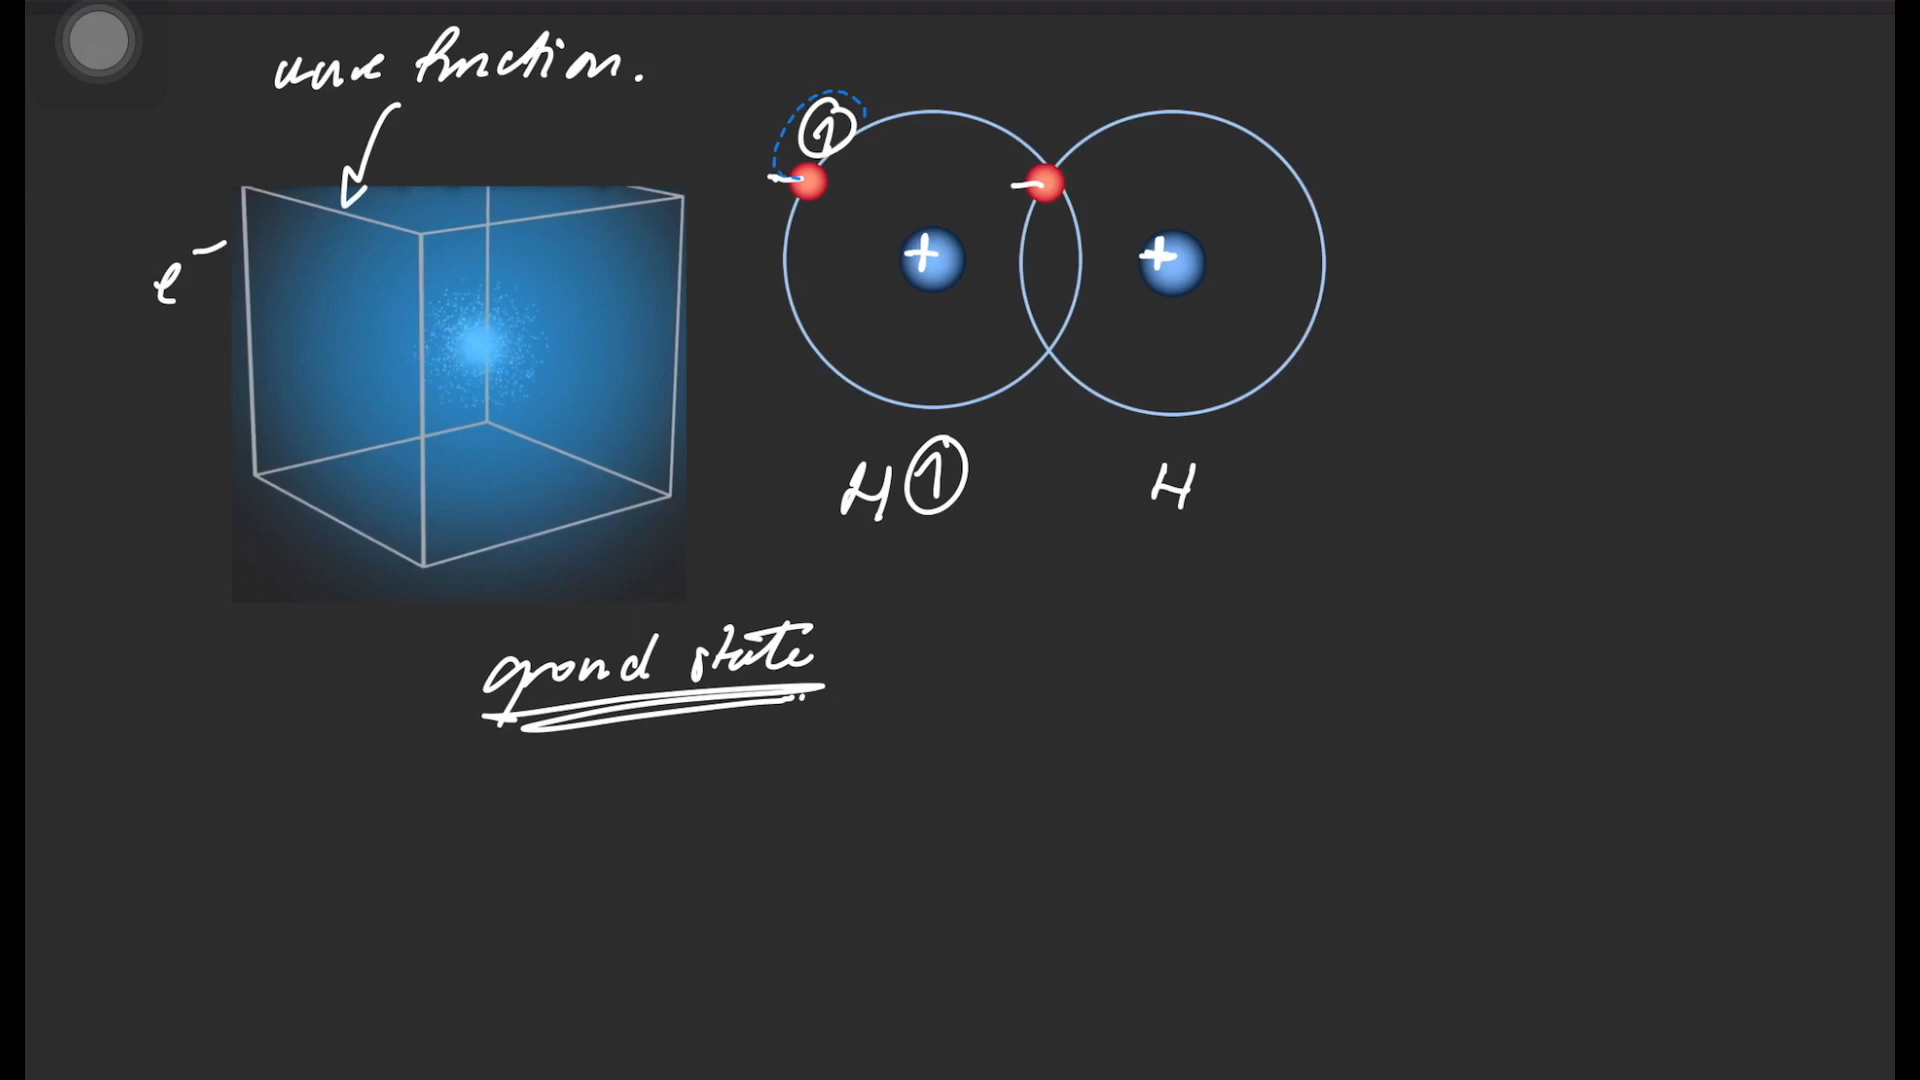 wave function.
e⁻
①
−
−
+
+
H ①
H
ground state